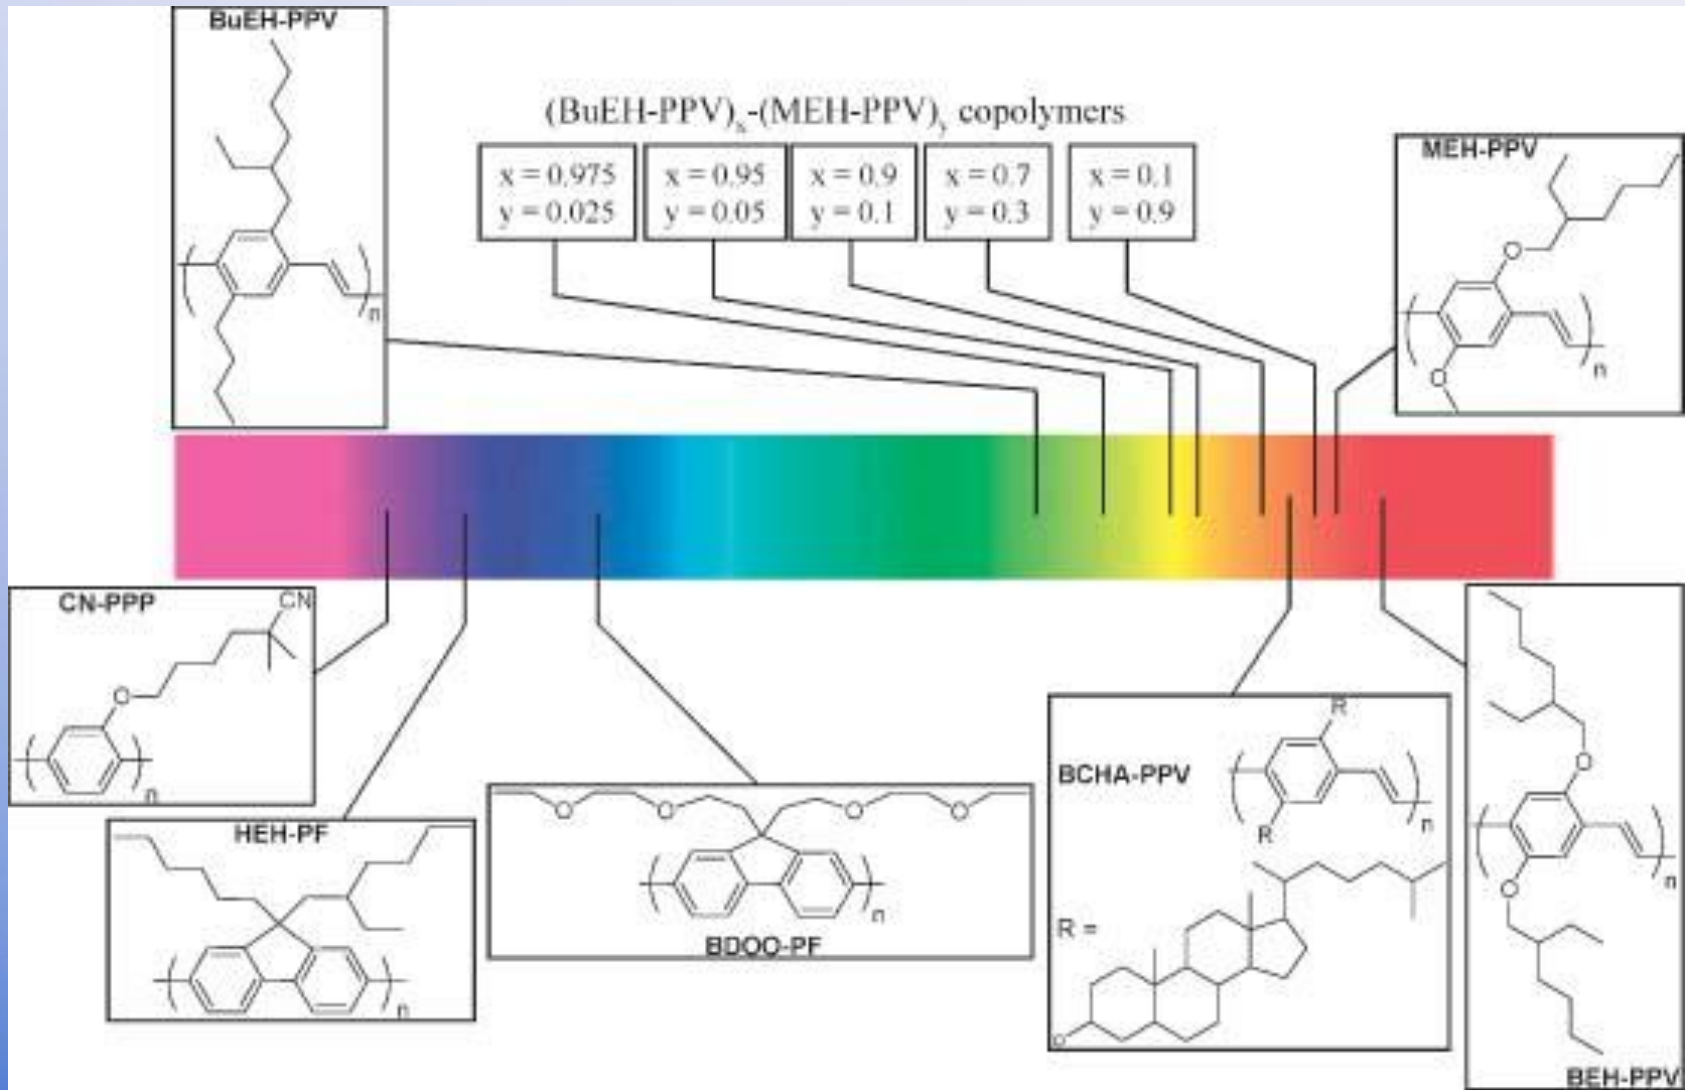 BuEH-PPV
n
(BuEH-PPV)x-(MEH-PPV)y copolymers
x = 0.975
y = 0.025
x = 0.95
y = 0.05
x = 0.9
y = 0.1
x = 0.7
y = 0.3
x = 0.1
y = 0.9
MEH-PPV
O
O
n
CN-PPP
CN
O
n
HEH-PF
n
O
O
O
O
n
BDOO-PF
BCHA-PPV
R
R
n
R =
O
O
O
n
BEH-PPV